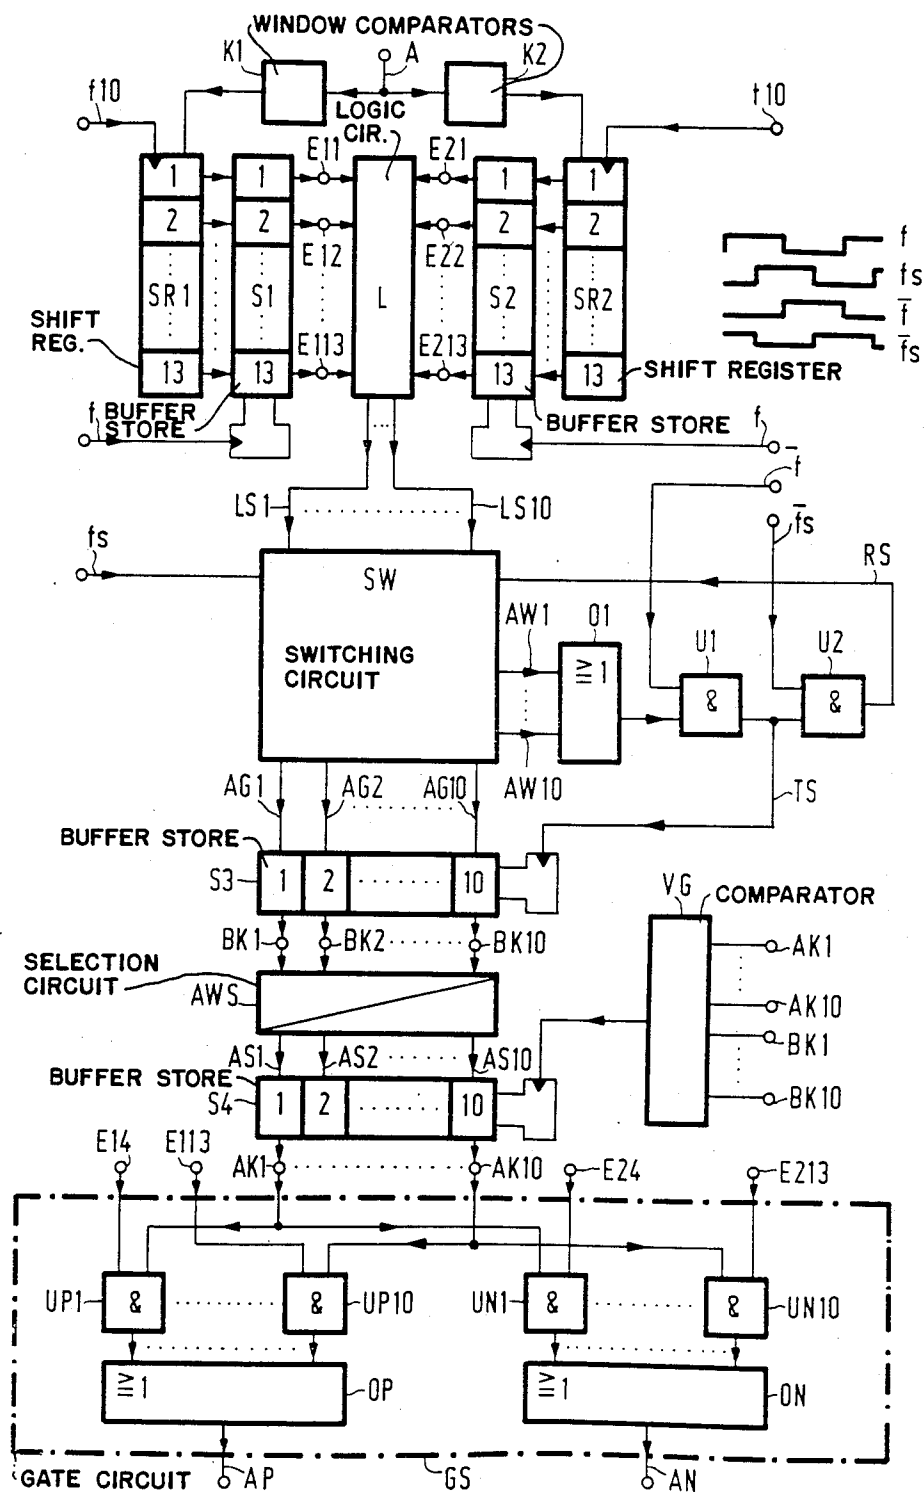 WINDOW COMPARATORS
K1 A K2
f10 LOGIC CIR. t10
E11 E21
1 1 L 1 1
2 2 2 2
E12 E22
SR1 S1 S2 SR2
f
fs
f̅
f̅s
SHIFT REG.
E113 E213
13 13 13 13
SHIFT REGISTER
f BUFFER STORE BUFFER STORE f
f̅
LS1 LS10 f̅s
fs SW RS
AW1 O1 U1 U2
SWITCHING CIRCUIT
≥1 & &
AW10
AG1 AG2 AG10 TS
BUFFER STORE
S3 1 2 10
VG COMPARATOR
BK1 BK2 BK10 AK1
SELECTION CIRCUIT
AWS AK10
BK1
AS1 AS2 AS10
BUFFER STORE BK10
S4 1 2 10
E14 E113 AK1 AK10 E24 E213
UP1 & & UP10 UN1 & & UN10
≥1 OP ≥1 ON
GATE CIRCUIT AP GS AN